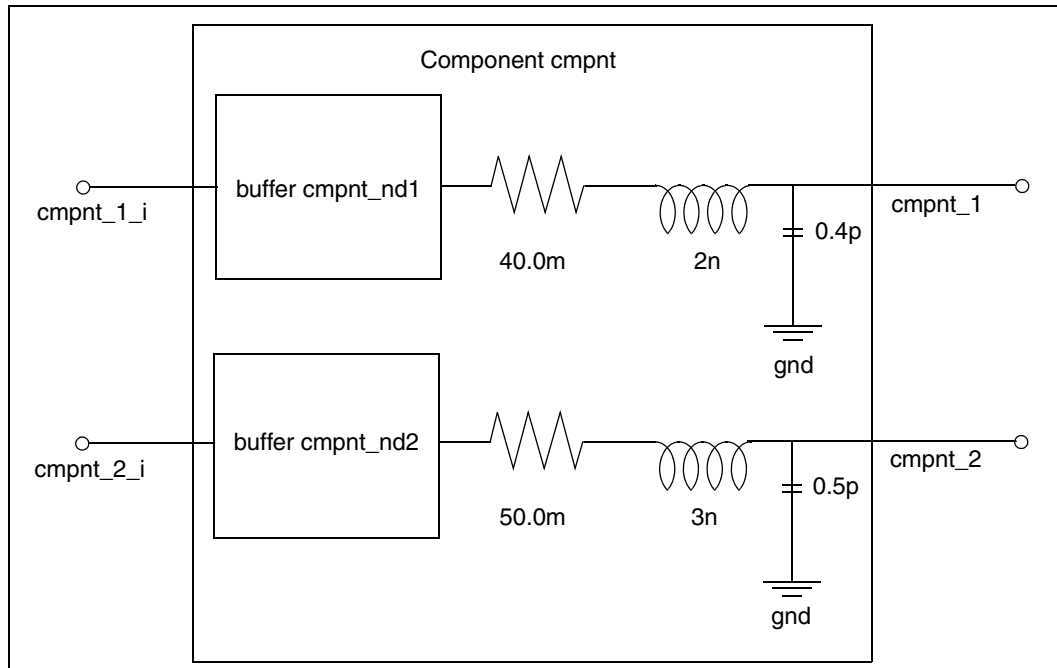 Component cmpnt
buffer cmpnt_nd1
cmpnt_1_i
cmpnt_1
0.4p
40.0m
2n
gnd
buffer cmpnt_nd2
cmpnt_2_i
cmpnt_2
0.5p
50.0m
3n
gnd